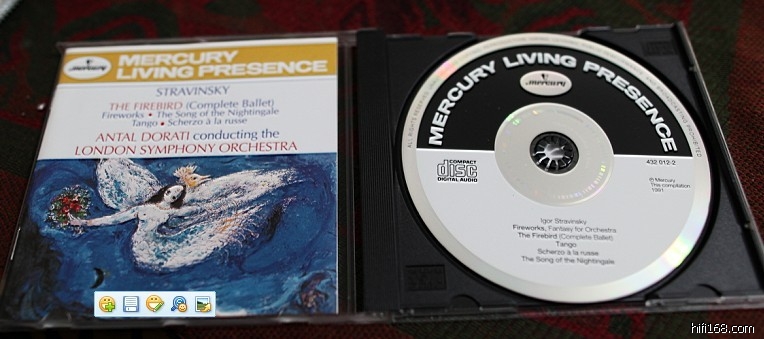 MERCURY
LIVING PRESENCE
Mercury
STRAVINSKY
THE FIREBIRD (Complete Ballet)
Fireworks • The Song of the Nightingale
Tango • Scherzo à la russe
ANTAL DORATI conducting the
LONDON SYMPHONY ORCHESTRA
MERCURY LIVING PRESENCE
Mercury
COMPACT
disc
DIGITAL AUDIO
432 012-2
℗ Mercury
This compilation
1991
Igor Stravinsky
Fireworks, Fantasy for Orchestra
The Firebird (Complete Ballet)
Tango
Scherzo à la russe
The Song of the Nightingale
hifi168.com